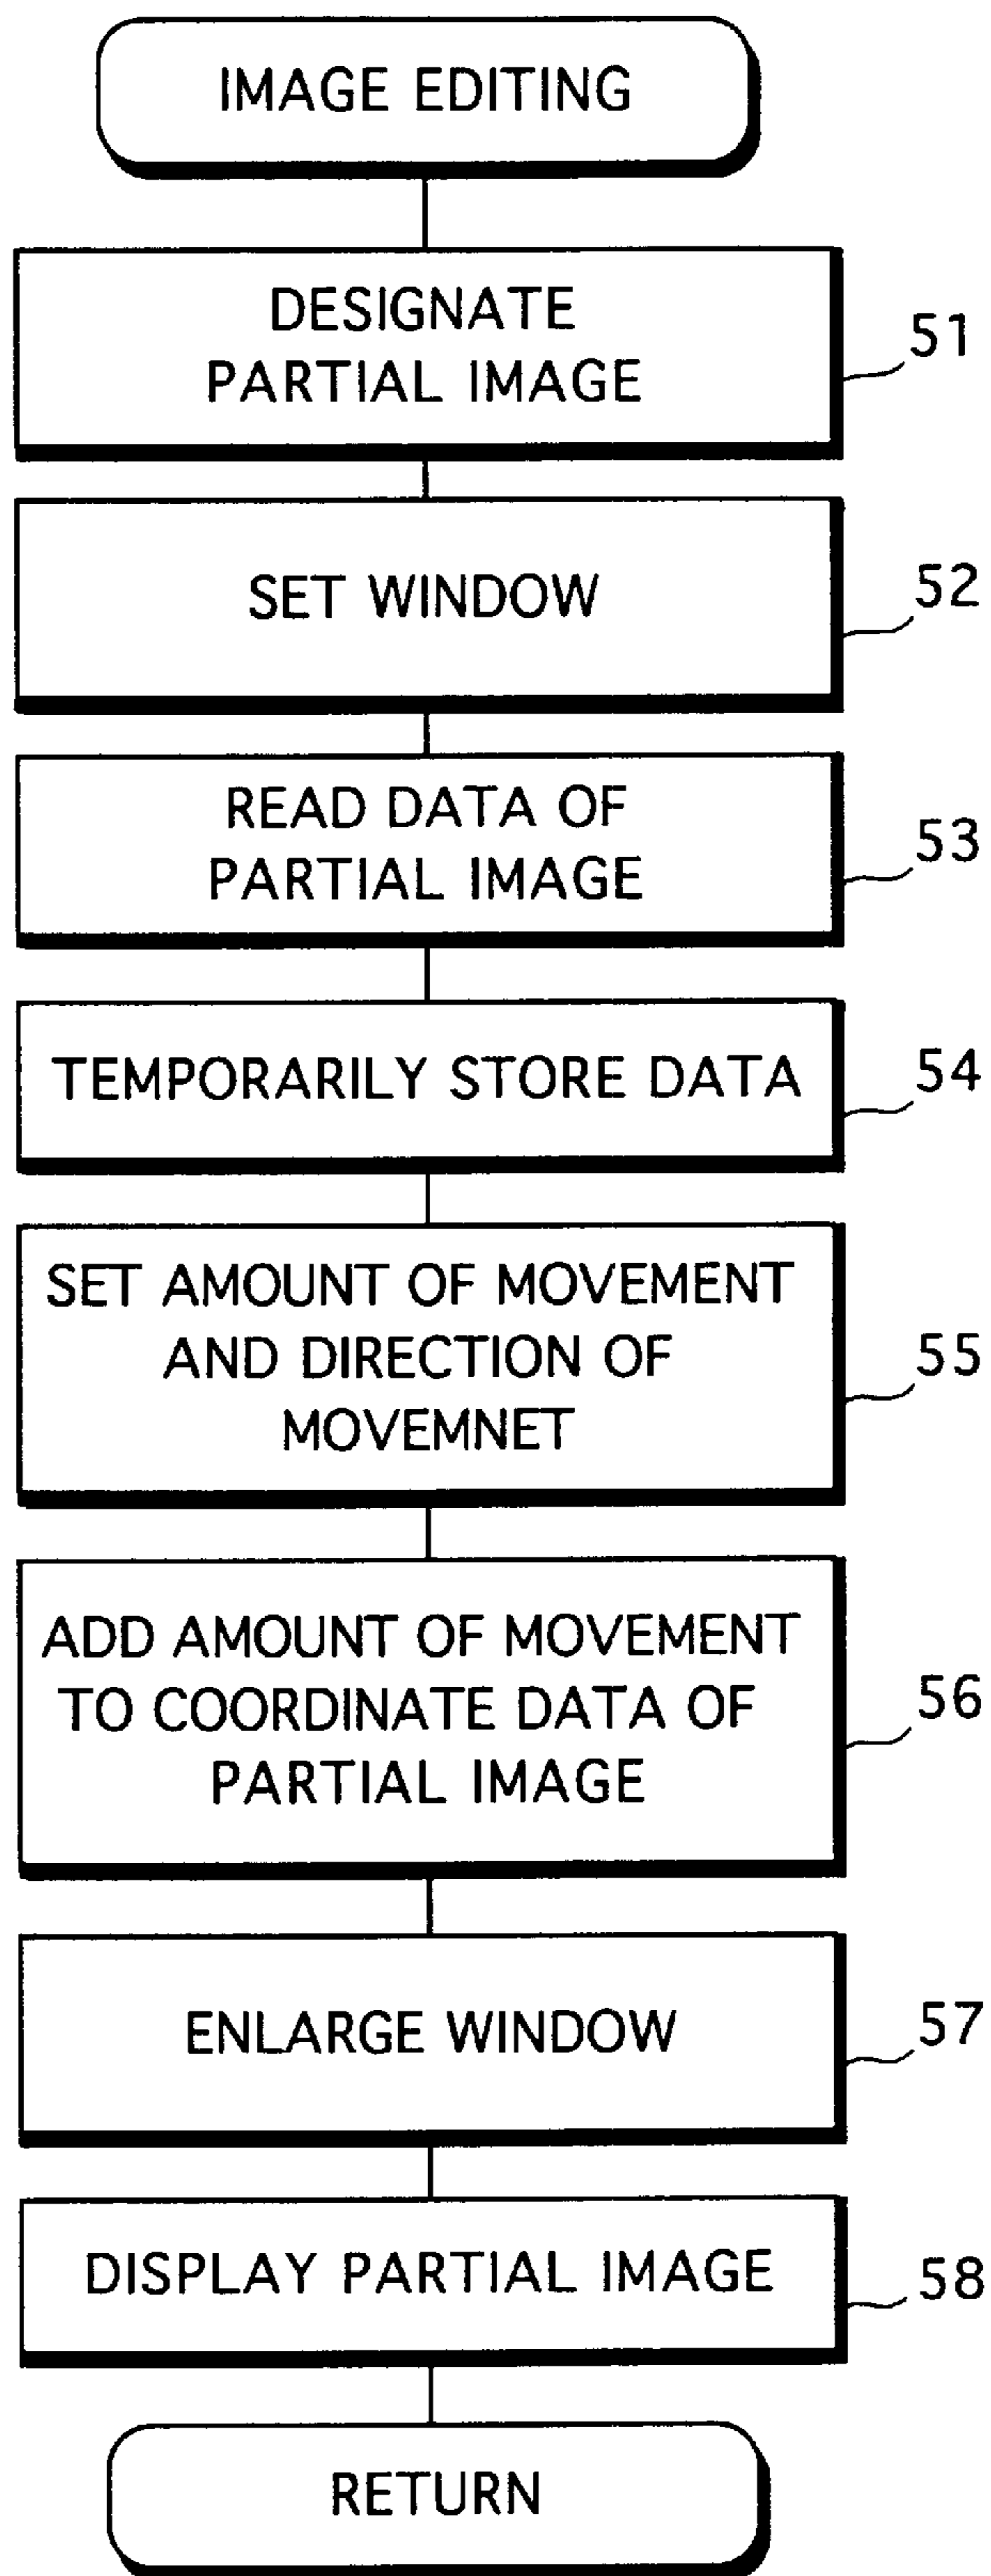 IMAGE EDITING
DESIGNATE
PARTIAL IMAGE
51
SET WINDOW
52
READ DATA OF
PARTIAL IMAGE
53
TEMPORARILY STORE DATA
54
SET AMOUNT OF MOVEMENT
AND DIRECTION OF
MOVEMNET
55
ADD AMOUNT OF MOVEMENT
TO COORDINATE DATA OF
PARTIAL IMAGE
56
ENLARGE WINDOW
57
DISPLAY PARTIAL IMAGE
58
RETURN